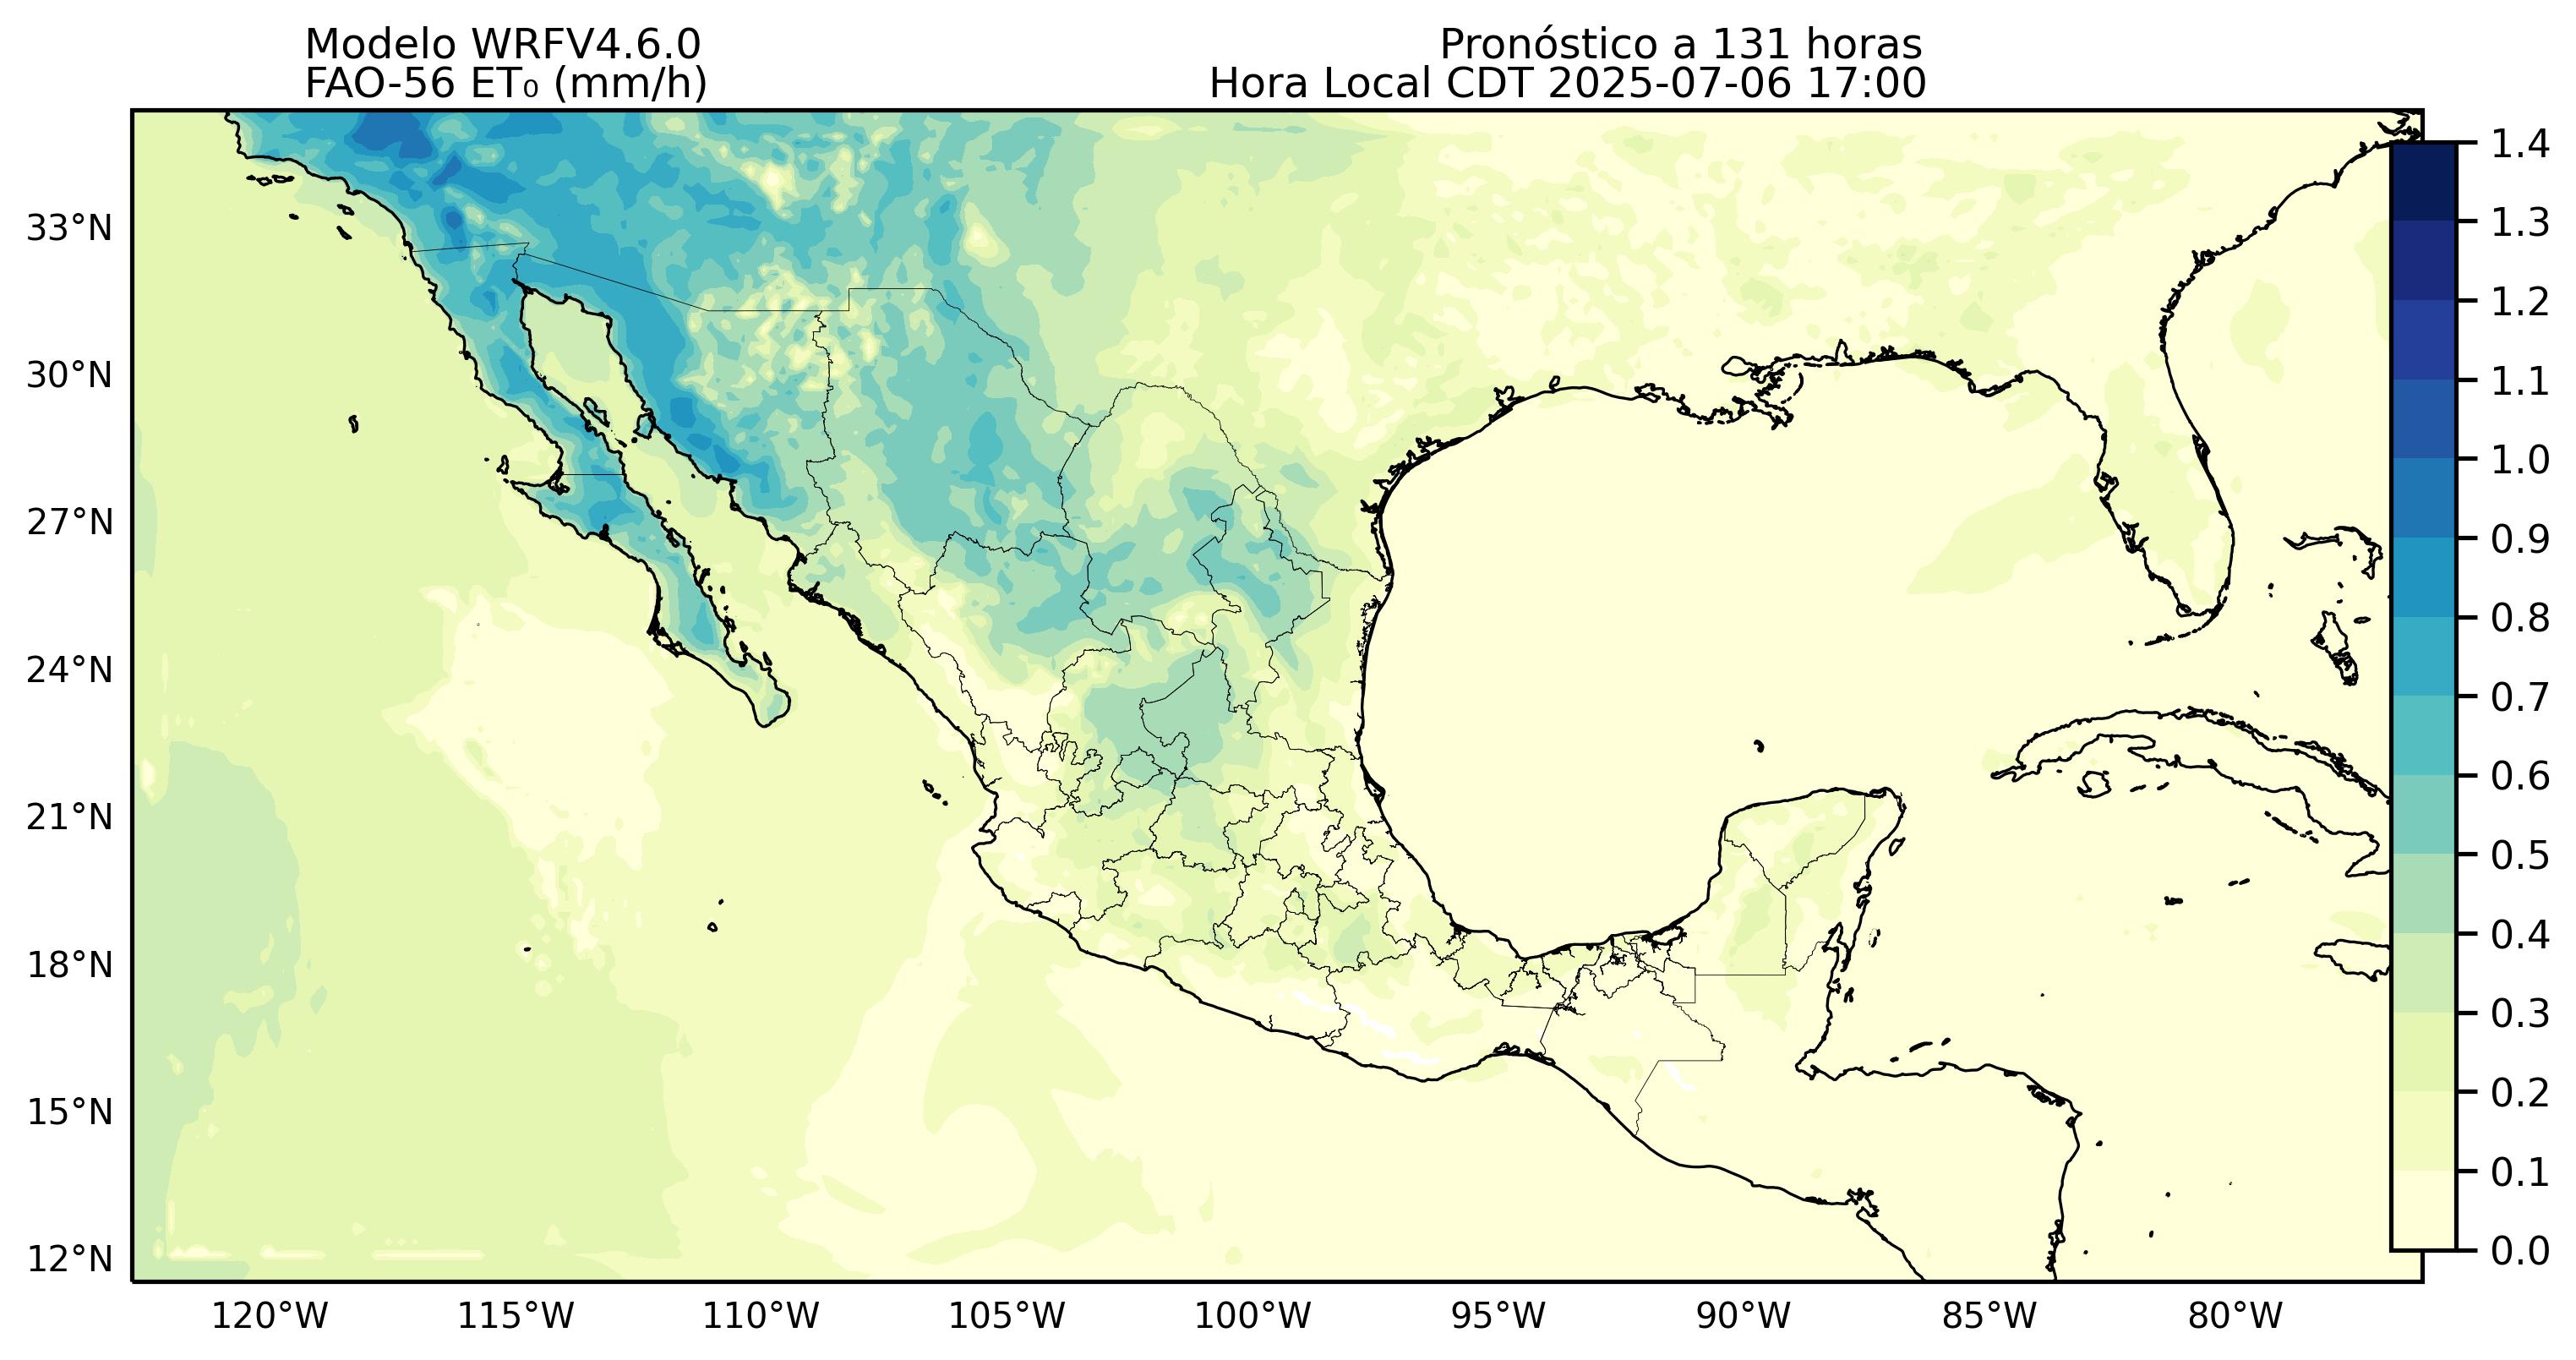 Modelo WRFV4.6.0
FAO-56 ET₀ (mm/h)
Pronóstico a 131 horas
Hora Local CDT 2025-07-06 17:00
33°N
30°N
27°N
24°N
21°N
18°N
15°N
12°N
120°W
115°W
110°W
105°W
100°W
95°W
90°W
85°W
80°W
1.4
1.3
1.2
1.1
1.0
0.9
0.8
0.7
0.6
0.5
0.4
0.3
0.2
0.1
0.0